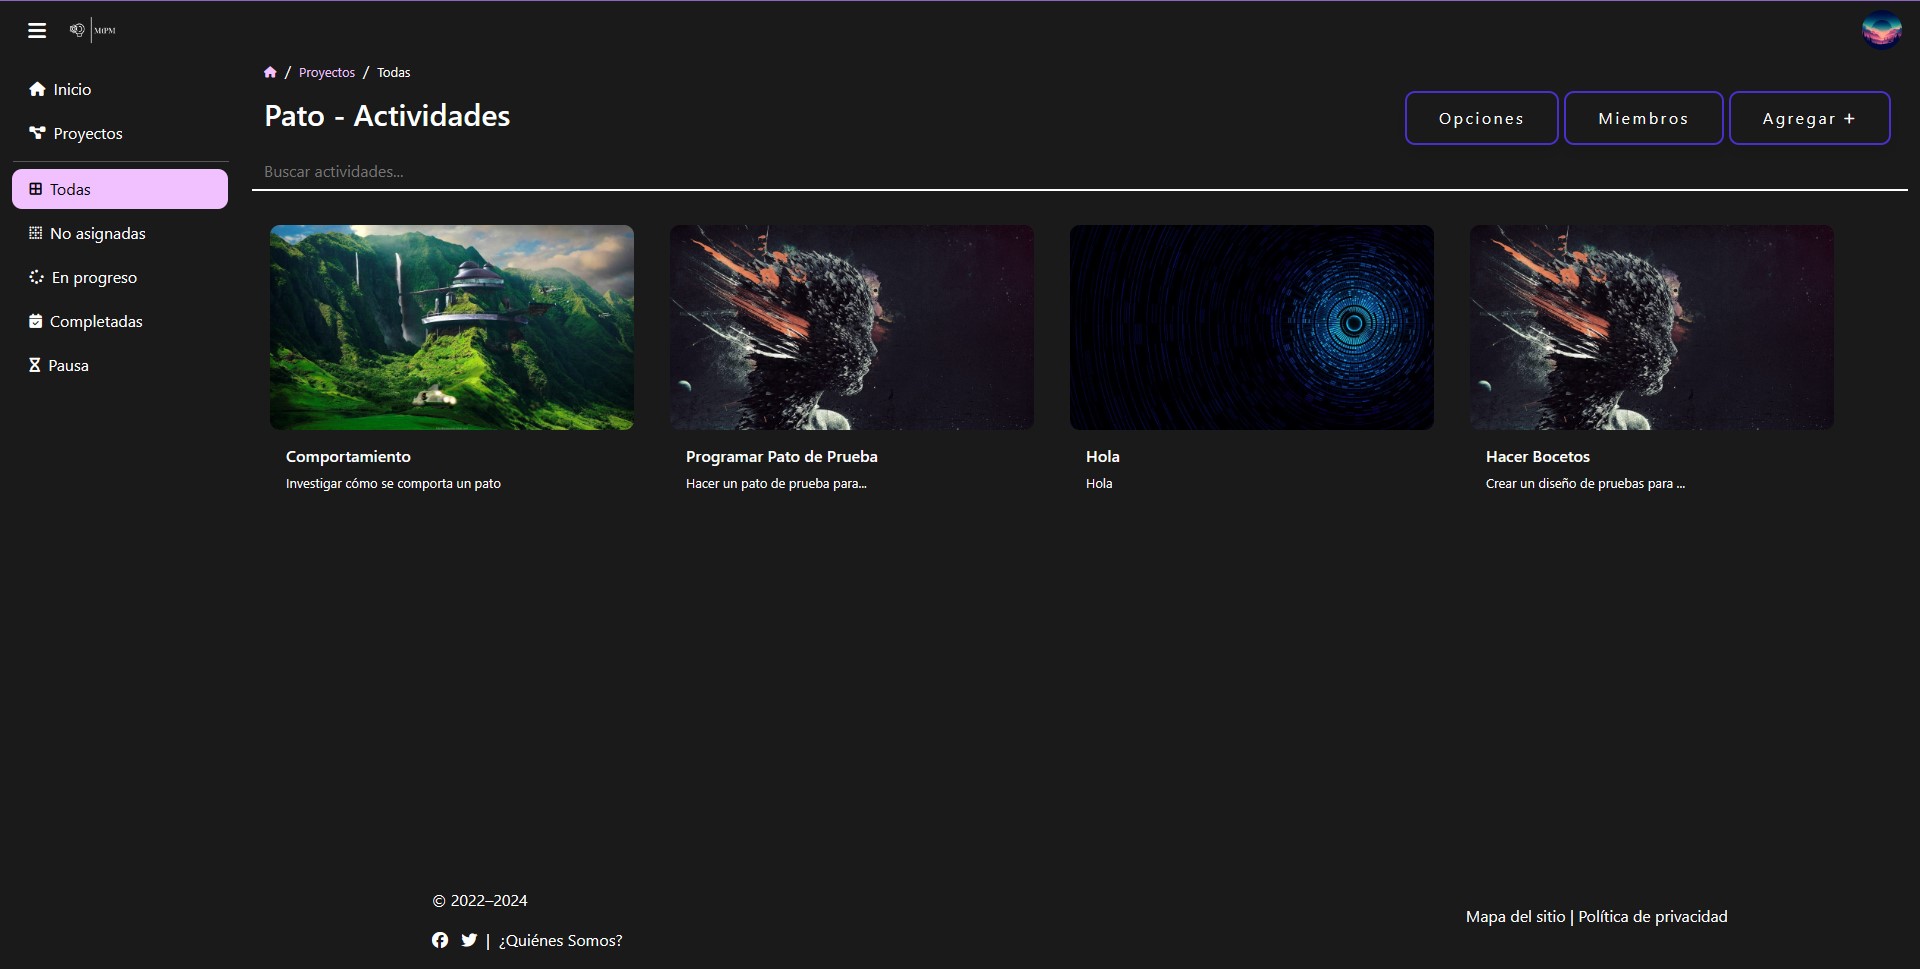 MtPM
Inicio
Proyectos
Todas
No asignadas
En progreso
Completadas
Pausa
/ Proyectos / Todas
Pato - Actividades
Opciones
Miembros
Agregar +
Buscar actividades...
Comportamiento
Investigar cómo se comporta un pato
Programar Pato de Prueba
Hacer un pato de prueba para...
Hola
Hola
Hacer Bocetos
Crear un diseño de pruebas para ...
© 2022–2024
| ¿Quiénes Somos?
Mapa del sitio | Política de privacidad